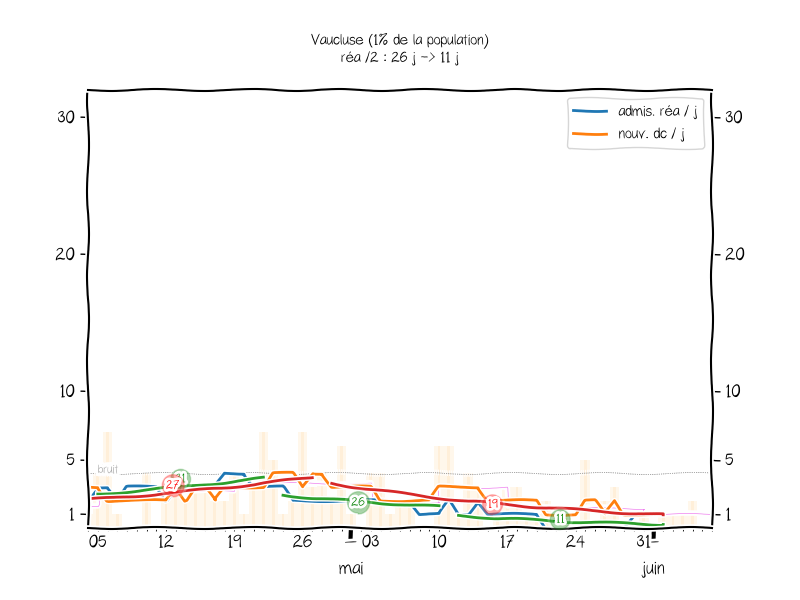 Vaucluse (1% de la population)
réa /2 : 26 j -> 11 j
admis. réa / j
nouv. dc / j
30
30
20
20
10
10
5
5
bruit
27
26
19
11
1
1
05 12 19 26 03 10 17 24 31
mai
juin